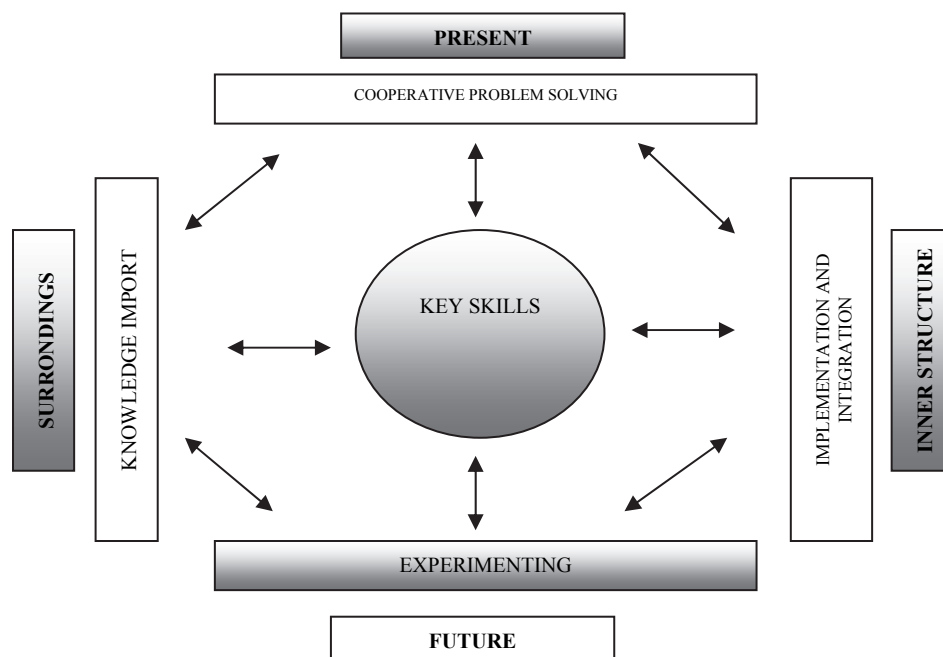 PRESENT
COOPERATIVE PROBLEM SOLVING
SURRONDINGS
KNOWLEDGE IMPORT
KEY SKILLS
IMPLEMENTATION AND
INTEGRATION
INNER STRUCTURE
EXPERIMENTING
FUTURE